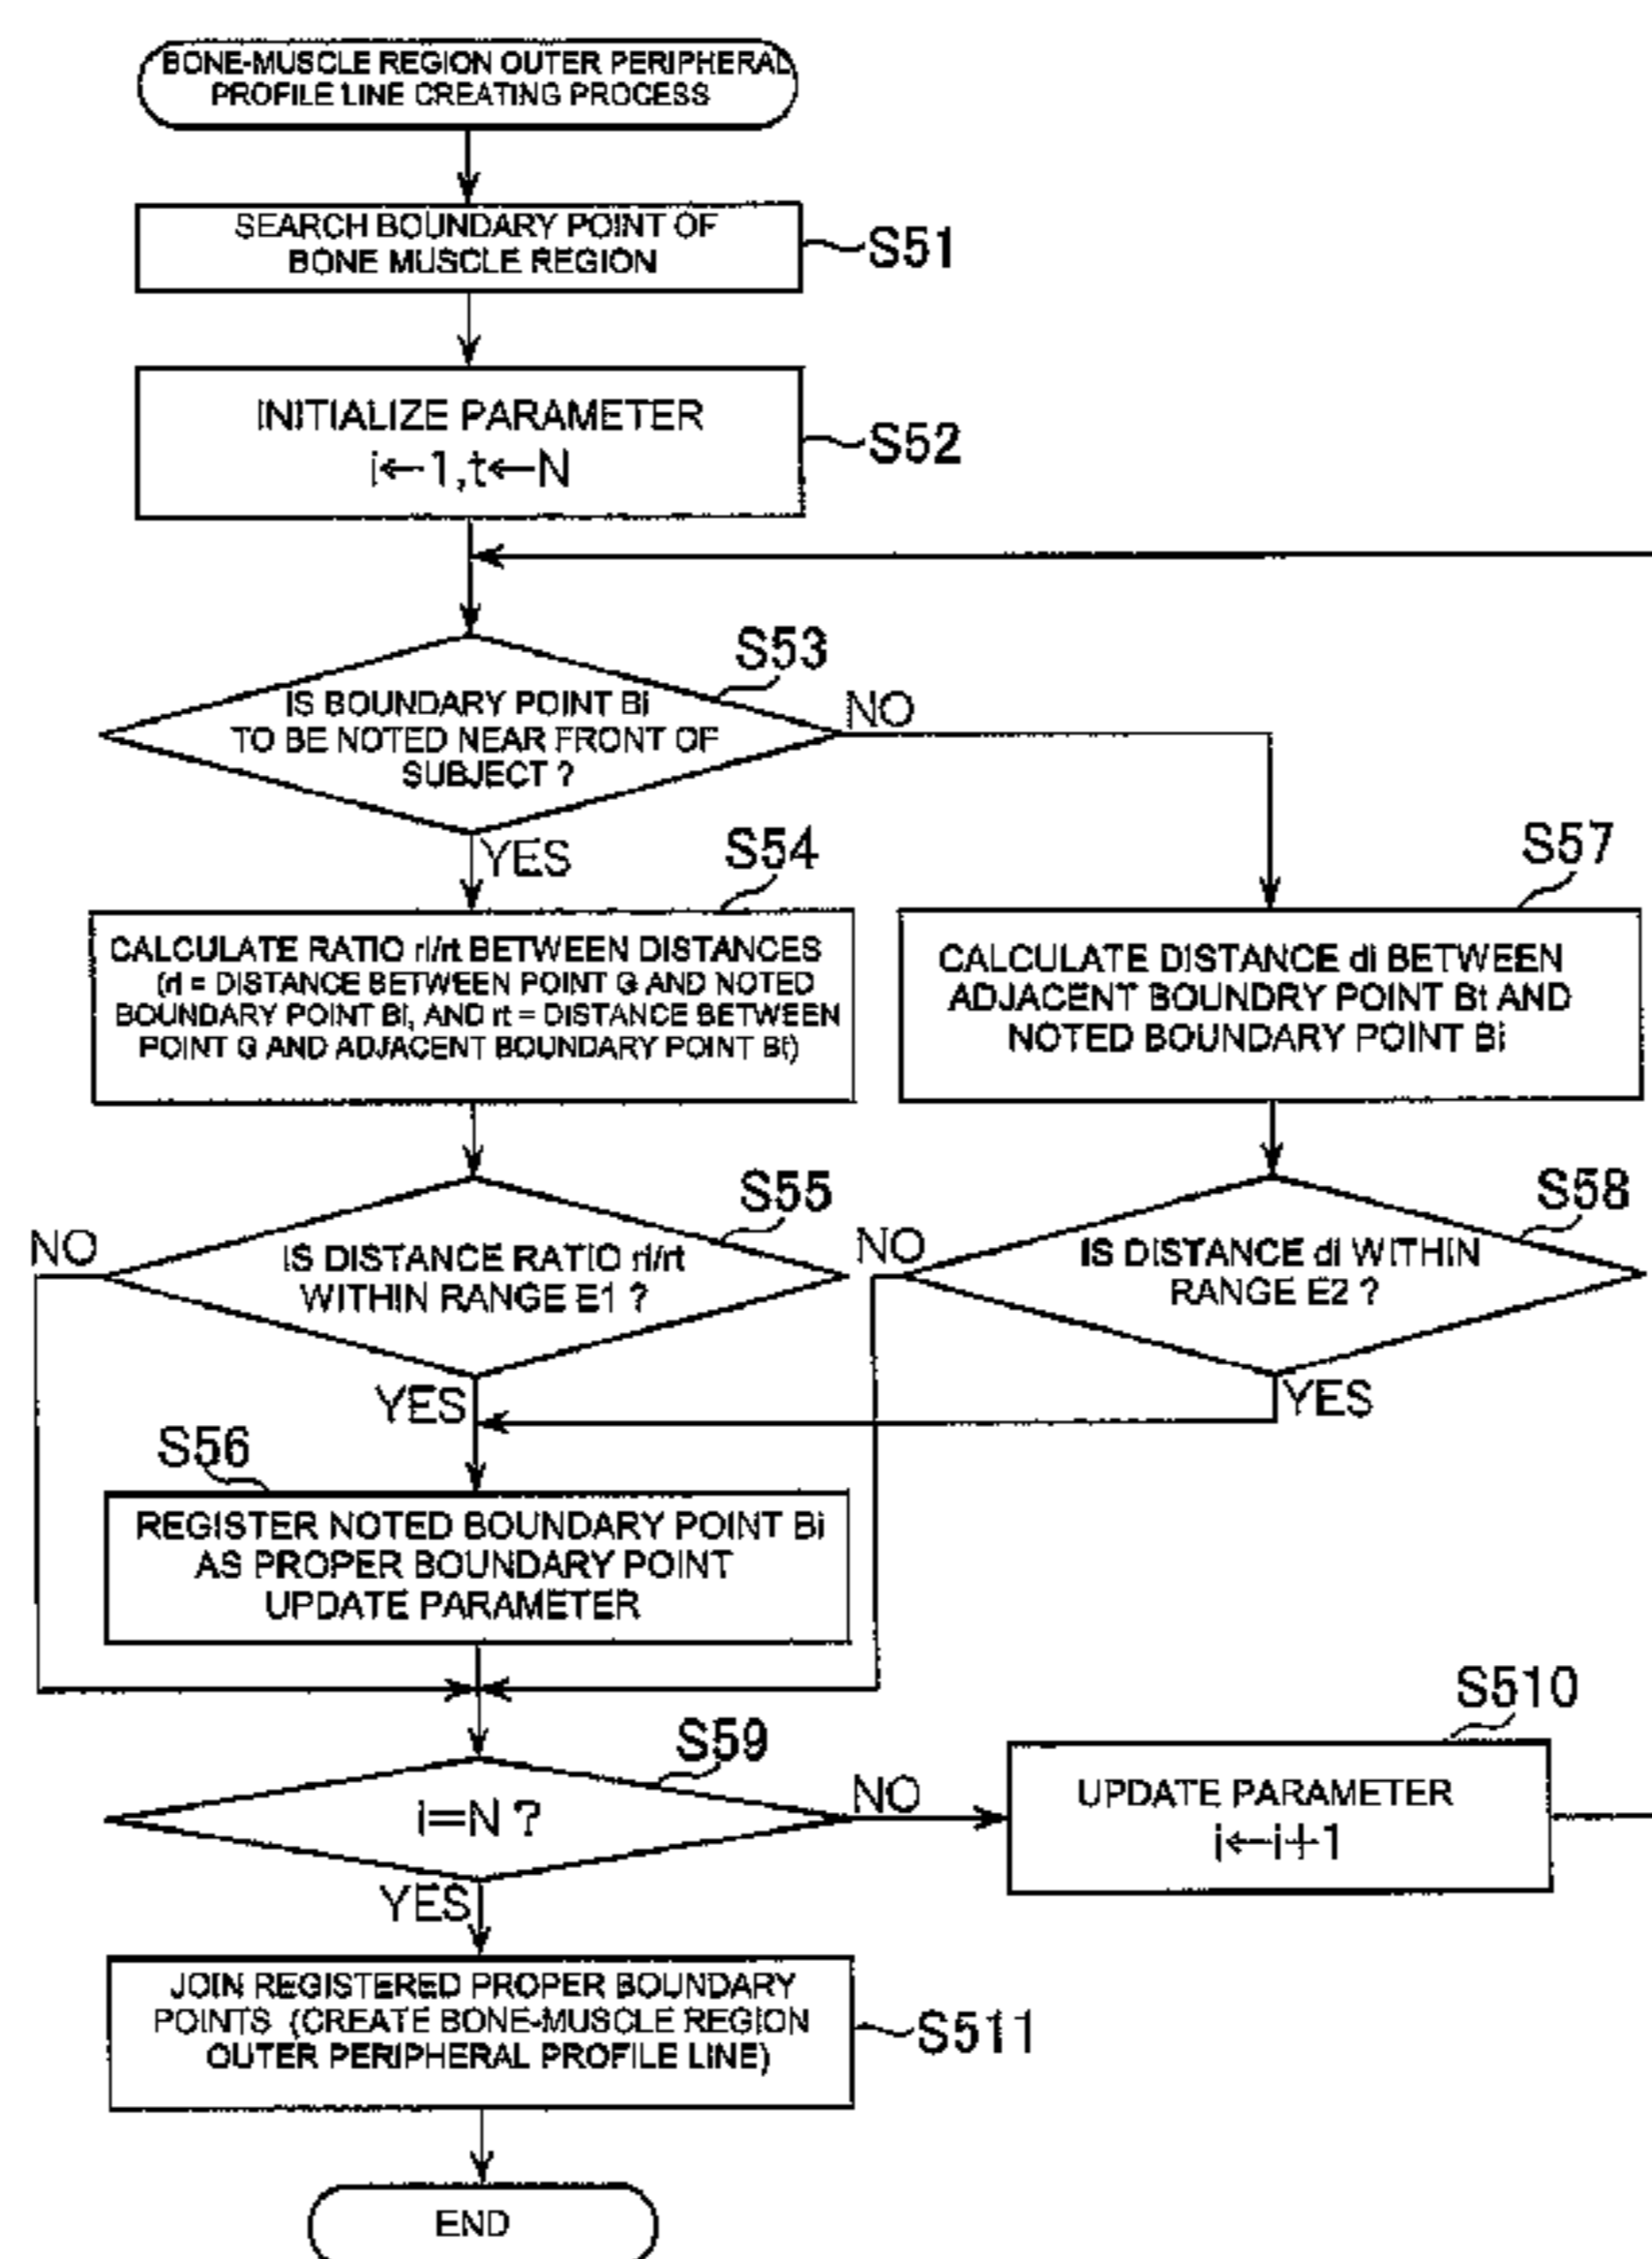 BONE-MUSCLE REGION OUTER PERIPHERAL
PROFILE LINE CREATING PROCESS
SEARCH BOUNDARY POINT OF
BONE MUSCLE REGION
S51
INITIALIZE PARAMETER
i←1,t←N
S52
S53
IS BOUNDARY POINT Bi
TO BE NOTED NEAR FRONT OF
SUBJECT ?
NO
YES
S54
CALCULATE RATIO ri/rt BETWEEN DISTANCES
(ri = DISTANCE BETWEEN POINT G AND NOTED
BOUNDARY POINT Bi, AND rt = DISTANCE BETWEEN
POINT G AND ADJACENT BOUNDARY POINT Bt)
S57
CALCULATE DISTANCE di BETWEEN
ADJACENT BOUNDRY POINT Bt AND
NOTED BOUNDARY POINT Bi
S55
NO
IS DISTANCE RATIO ri/rt
WITHIN RANGE E1 ?
YES
S58
NO
IS DISTANCE di WITHIN
RANGE E2 ?
YES
S56
REGISTER NOTED BOUNDARY POINT Bi
AS PROPER BOUNDARY POINT
UPDATE PARAMETER
S59
i=N ?
NO
YES
S510
UPDATE PARAMETER
i←i+1
JOIN REGISTERED PROPER BOUNDARY
POINTS (CREATE BONE-MUSCLE REGION
OUTER PERIPHERAL PROFILE LINE)
S511
END